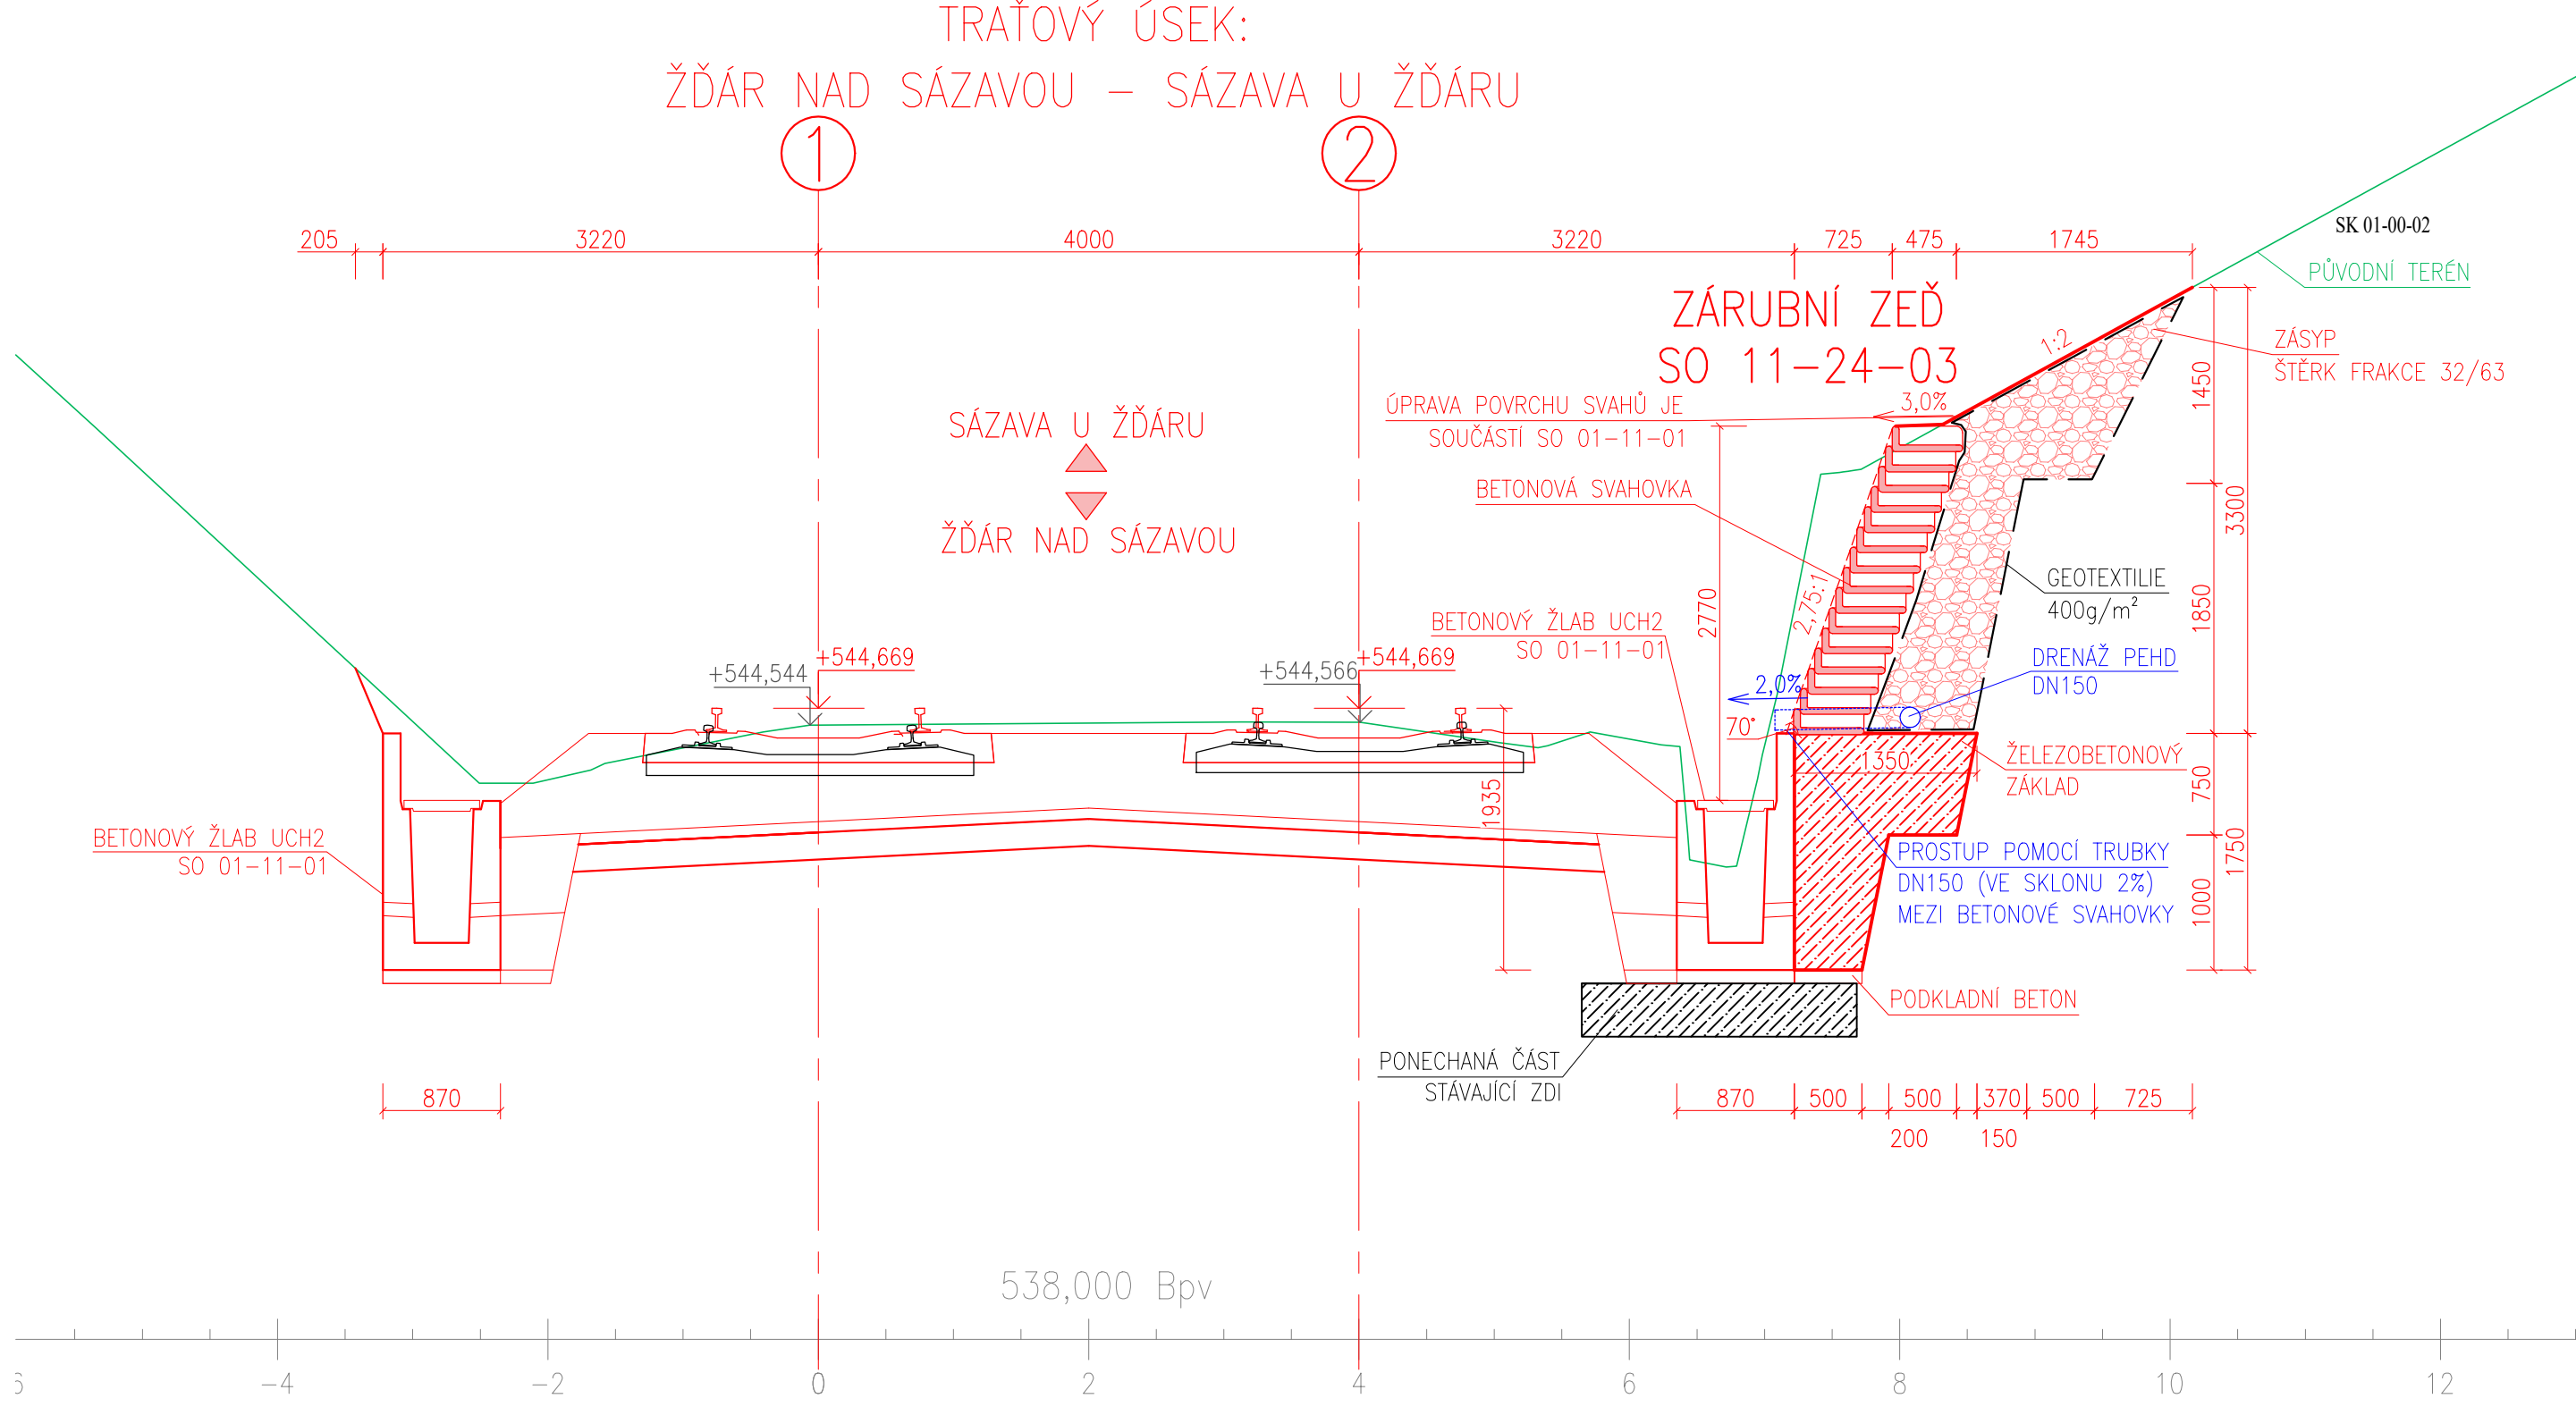 TRAŤOVÝ ÚSEK:
ŽĎÁR NAD SÁZAVOU – SÁZAVA U ŽĎÁRU
1
2
205
3220
4000
3220
725
475
1745
SK 01-00-02
PŮVODNÍ TERÉN
ZÁRUBNÍ ZEĎ
SO 11-24-03
1:2
ZÁSYP
ŠTĚRK FRAKCE 32/63
1450
ÚPRAVA POVRCHU SVAHŮ JE
SOUČÁSTÍ SO 01-11-01
3,0%
SÁZAVA U ŽĎÁRU
ŽĎÁR NAD SÁZAVOU
BETONOVÁ SVAHOVKA
3300
GEOTEXTILIE
400g/m²
1850
2770
2,75:1
BETONOVÝ ŽLAB UCH2
SO 01-11-01
DRENÁŽ PEHD
DN150
+544,544
+544,669
+544,566
+544,669
2,0%
70°
1350
ŽELEZOBETONOVÝ
ZÁKLAD
750
1935
BETONOVÝ ŽLAB UCH2
SO 01-11-01
PROSTUP POMOCÍ TRUBKY
DN150 (VE SKLONU 2%)
MEZI BETONOVÉ SVAHOVKY
1750
1000
PODKLADNÍ BETON
PONECHANÁ ČÁST
STÁVAJÍCÍ ZDI
870
870
500
500
370
500
725
200
150
538,000 Bpv
-4
-2
0
2
4
6
8
10
12